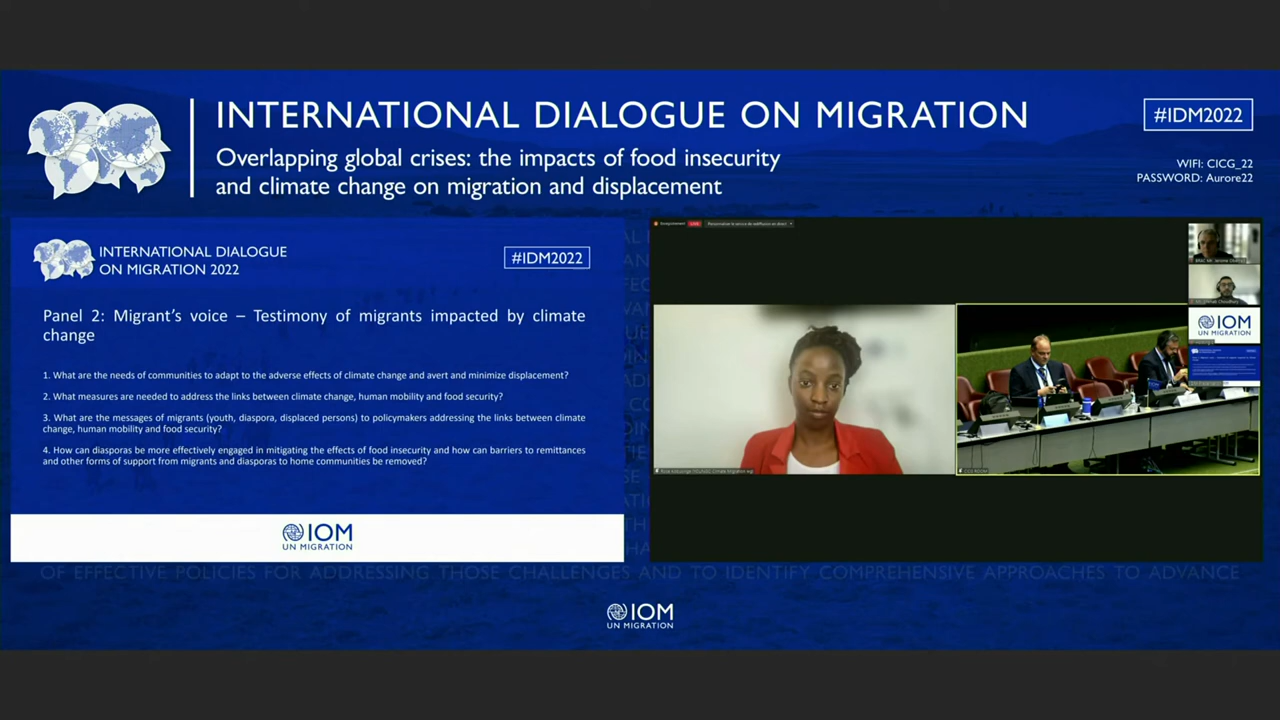 INTERNATIONAL DIALOGUE ON MIGRATION
Overlapping global crises: the impacts of food insecurity
and climate change on migration and displacement
#IDM2022
WIFI: CICG_22
PASSWORD: Aurore22
INTERNATIONAL DIALOGUE
ON MIGRATION 2022
#IDM2022
Panel 2: Migrant's voice – Testimony of migrants impacted by climate
change
1. What are the needs of communities to adapt to the adverse effects of climate change and avert and minimize displacement?
2. What measures are needed to address the links between climate change, human mobility and food security?
3. What are the messages of migrants (youth, diaspora, displaced persons) to policymakers addressing the links between climate
change, human mobility and food security?
4. How can diasporas be more effectively engaged in mitigating the effects of food insecurity and how can barriers to remittances
and other forms of support from migrants and diasporas to home communities be removed?
IOM
UN MIGRATION
LIVE
IOM
UN MIGRATION
OF EFFECTIVE POLICIES FOR ADDRESSING THOSE CHALLENGES AND TO IDENTIFY COMPREHENSIVE APPROACHES TO ADVANCE
IOM
UN MIGRATION